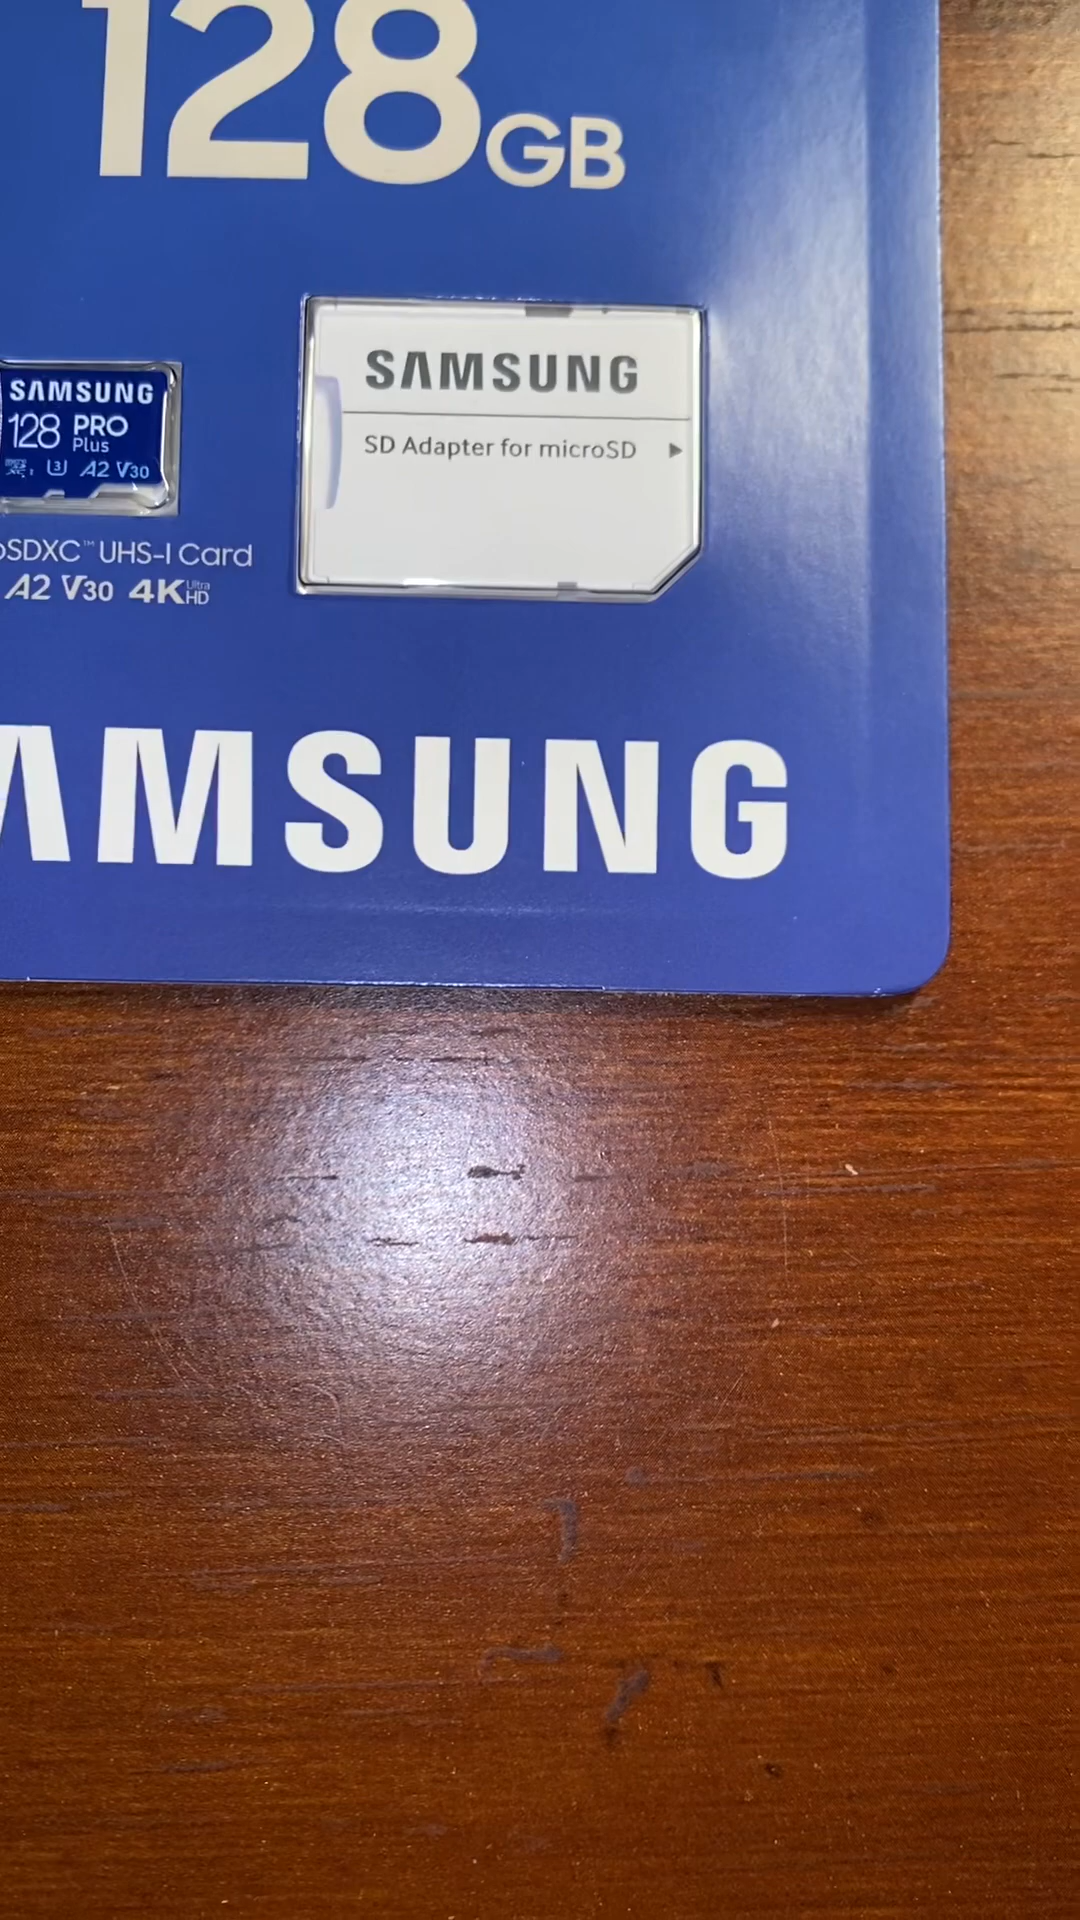 128GB
SAMSUNG
SD Adapter for microSD
SAMSUNG
128 PRO
Plus
U3 A2 V30
SDXC™ UHS-I Card
A2 V30 4K Ultra HD
AMSUNG